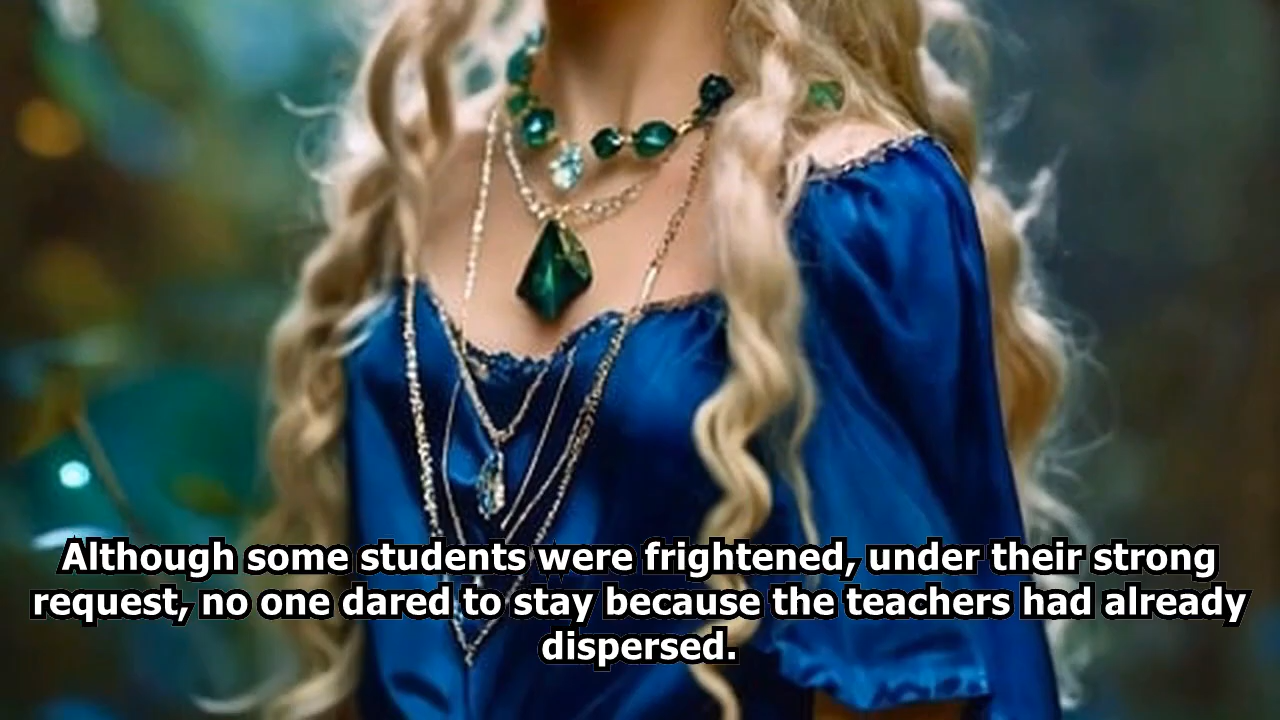 Although some students were frightened, under their strong
request, no one dared to stay because the teachers had already
dispersed.